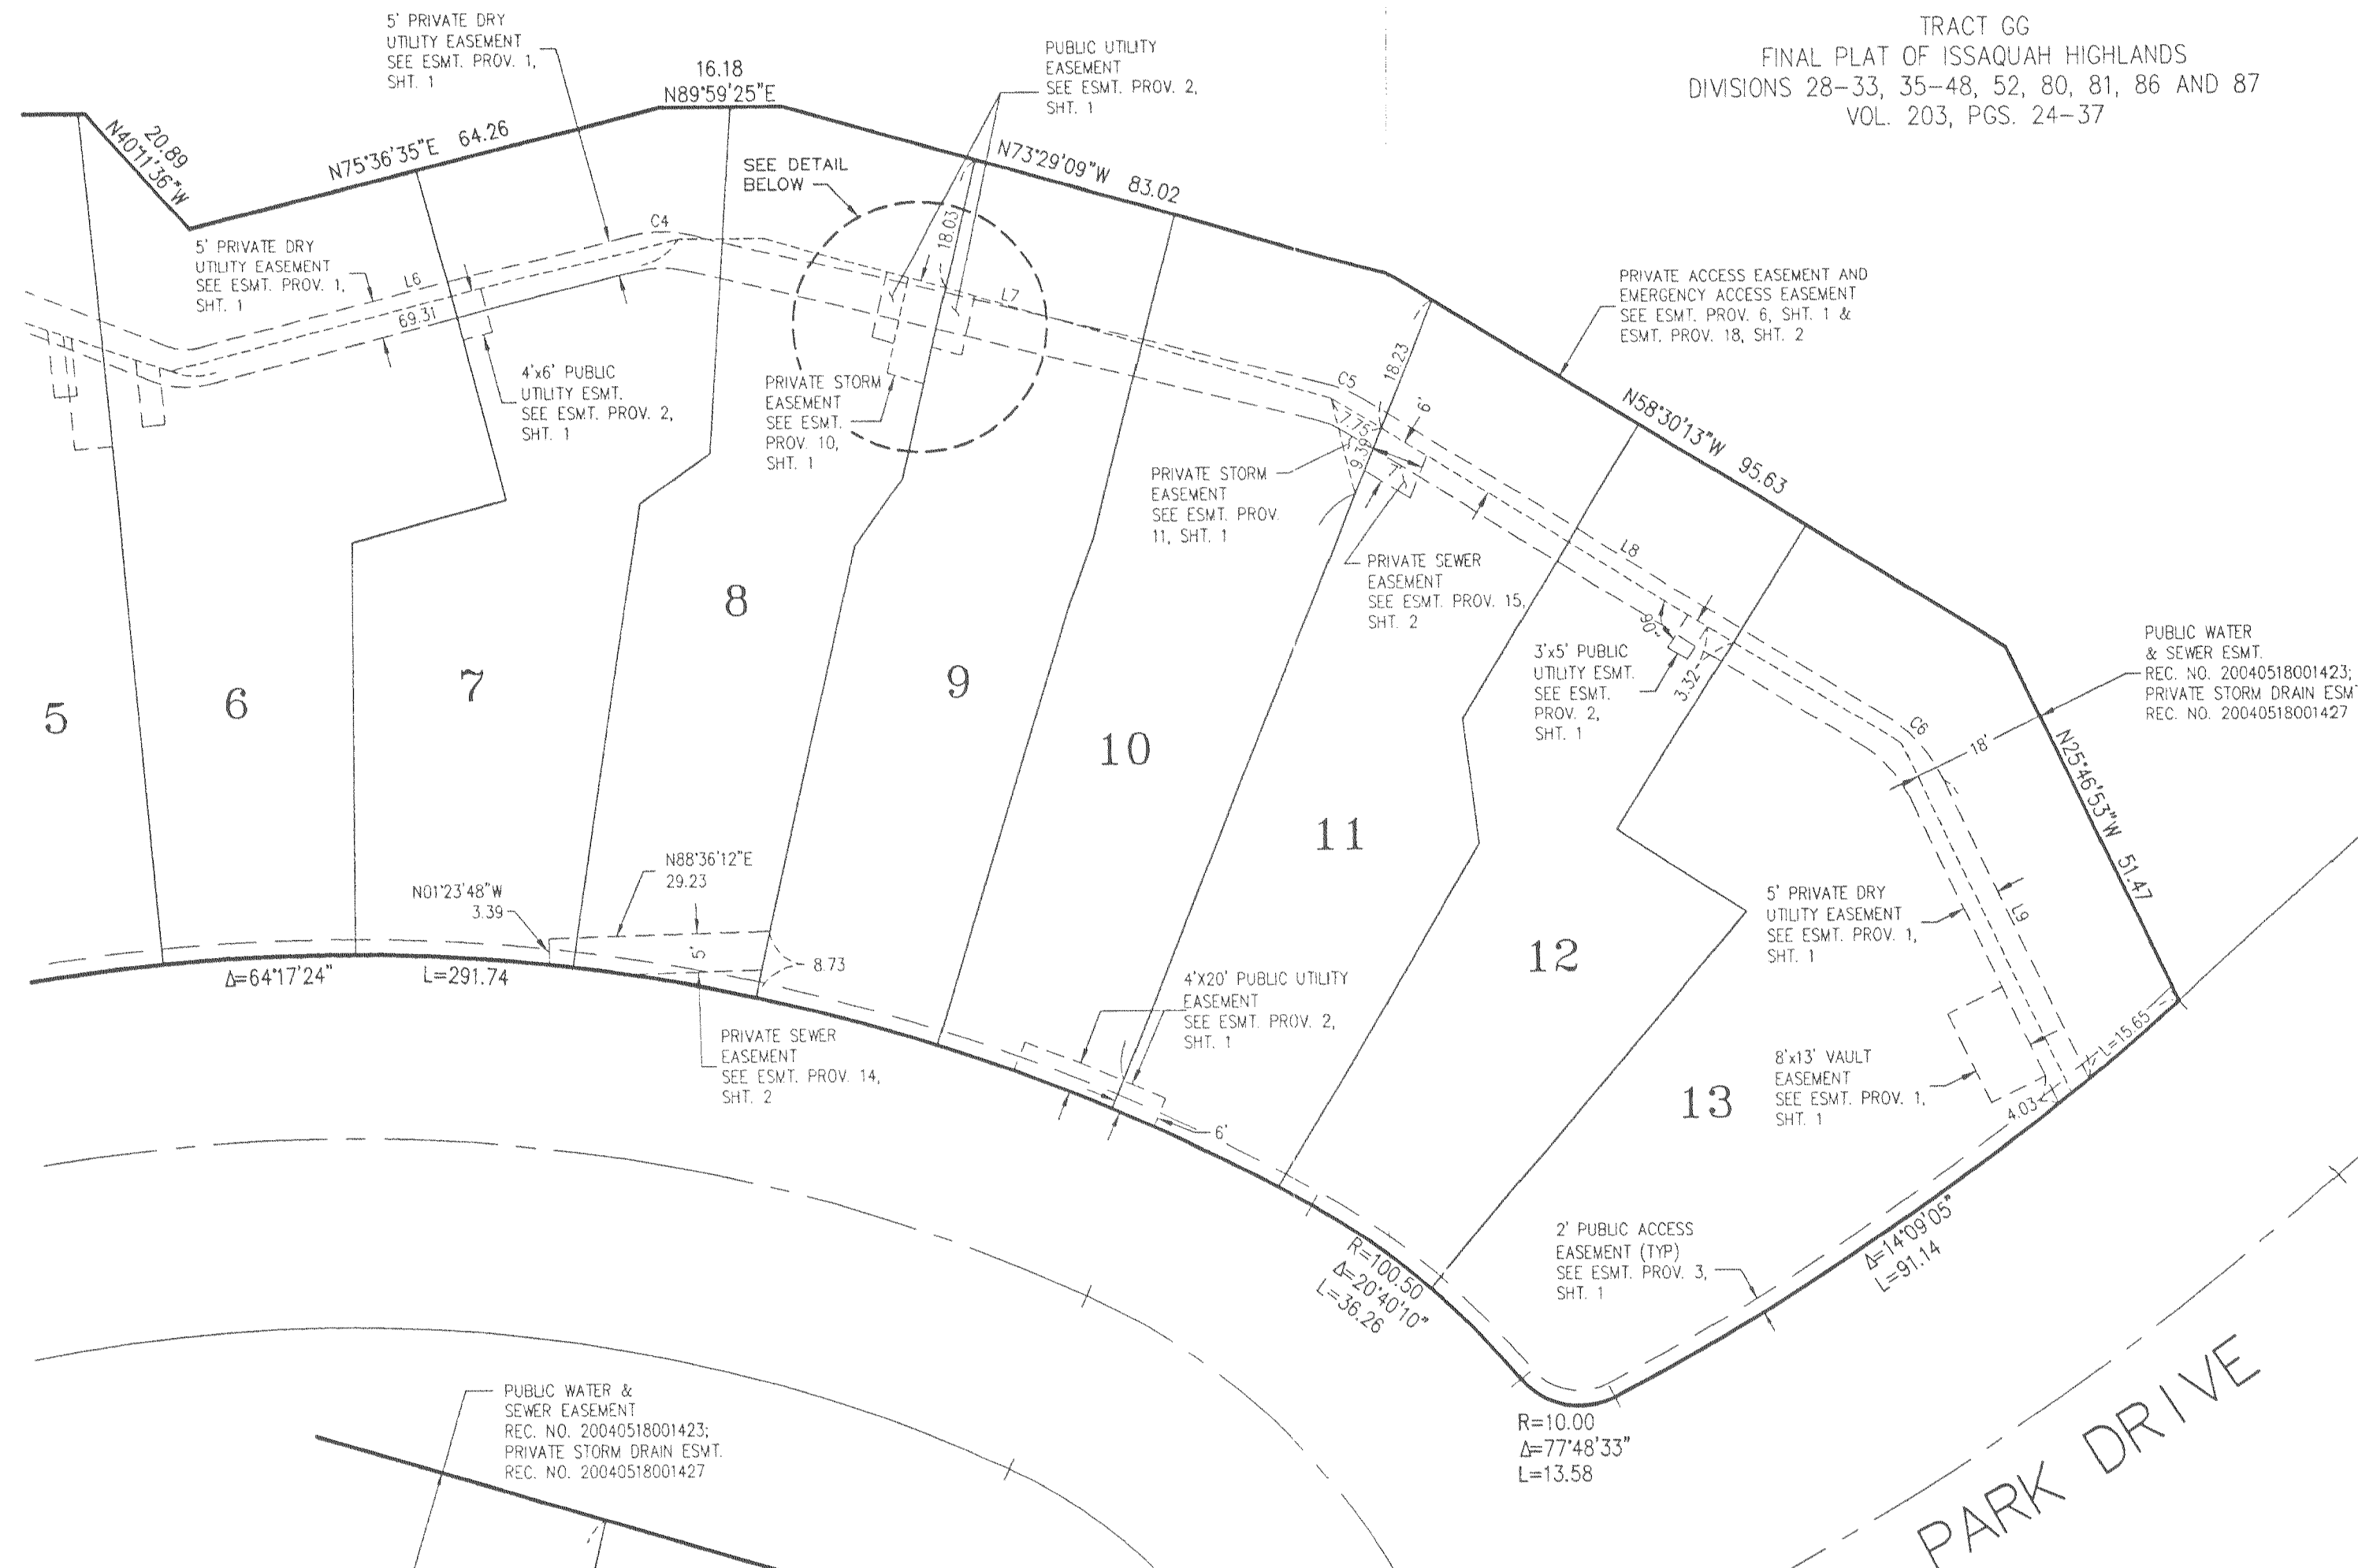 TRACT GG
FINAL PLAT OF ISSAQUAH HIGHLANDS
DIVISIONS 28-33, 35-48, 52, 80, 81, 86 AND 87
VOL. 203, PGS. 24-37
5' PRIVATE DRY
UTILITY EASEMENT
SEE ESMT. PROV. 1,
SHT. 1
16.18
N89°59'25"E
PUBLIC UTILITY
EASEMENT
SEE ESMT. PROV. 2,
SHT. 1
20.89
N40°11'36"W
N75°36'35"E 64.26
SEE DETAIL
BELOW
N73°29'09"W 83.02
18.03
C4
5' PRIVATE DRY
UTILITY EASEMENT
SEE ESMT. PROV. 1,
SHT. 1
L6
69.31
L7
PRIVATE ACCESS EASEMENT AND
EMERGENCY ACCESS EASEMENT
SEE ESMT. PROV. 6, SHT. 1 &
ESMT. PROV. 18, SHT. 2
4'x6' PUBLIC
UTILITY ESMT.
SEE ESMT. PROV. 2,
SHT. 1
PRIVATE STORM
EASEMENT
SEE ESMT.
PROV. 10,
SHT. 1
C5
18.23
6'
7.75
9.39
7'
N58°30'13"W 95.63
PRIVATE STORM
EASEMENT
SEE ESMT. PROV.
11, SHT. 1
PRIVATE SEWER
EASEMENT
SEE ESMT. PROV. 15,
SHT. 2
L8
90°
3.32
3'x5' PUBLIC
UTILITY ESMT.
SEE ESMT.
PROV. 2,
SHT. 1
PUBLIC WATER
& SEWER ESMT.
REC. NO. 20040518001423;
PRIVATE STORM DRAIN ESMT
REC. NO. 20040518001427
C6
18'
N25°46'53"W 51.47
5
6
7
8
9
10
11
12
13
N88°36'12"E
29.23
N01°23'48"W
3.39
5'
8.73
Δ=64°17'24" L=291.74
PRIVATE SEWER
EASEMENT
SEE ESMT. PROV. 14,
SHT. 2
4'X20' PUBLIC UTILITY
EASEMENT
SEE ESMT. PROV. 2,
SHT. 1
6'
5' PRIVATE DRY
UTILITY EASEMENT
SEE ESMT. PROV. 1,
SHT. 1
L9
8'x13' VAULT
EASEMENT
SEE ESMT. PROV. 1,
SHT. 1
L=15.65
4.03
2' PUBLIC ACCESS
EASEMENT (TYP)
SEE ESMT. PROV. 3,
SHT. 1
R=100.50
Δ=20°40'10"
L=36.26
Δ=14°09'05"
L=91.14
R=10.00
Δ=77°48'33"
L=13.58
PUBLIC WATER &
SEWER EASEMENT
REC. NO. 20040518001423;
PRIVATE STORM DRAIN ESMT.
REC. NO. 20040518001427
PARK DRIVE